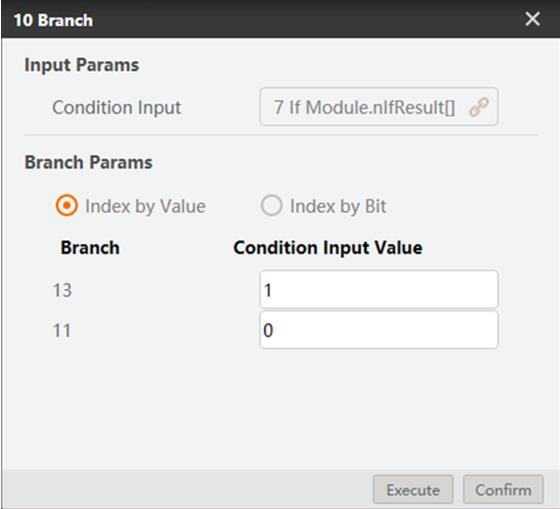 10 Branch
Input Params
Condition Input 7 If Module.nIfResult[]
Branch Params
Index by Value Index by Bit
Branch Condition Input Value
13 1
11 0
Execute Confirm